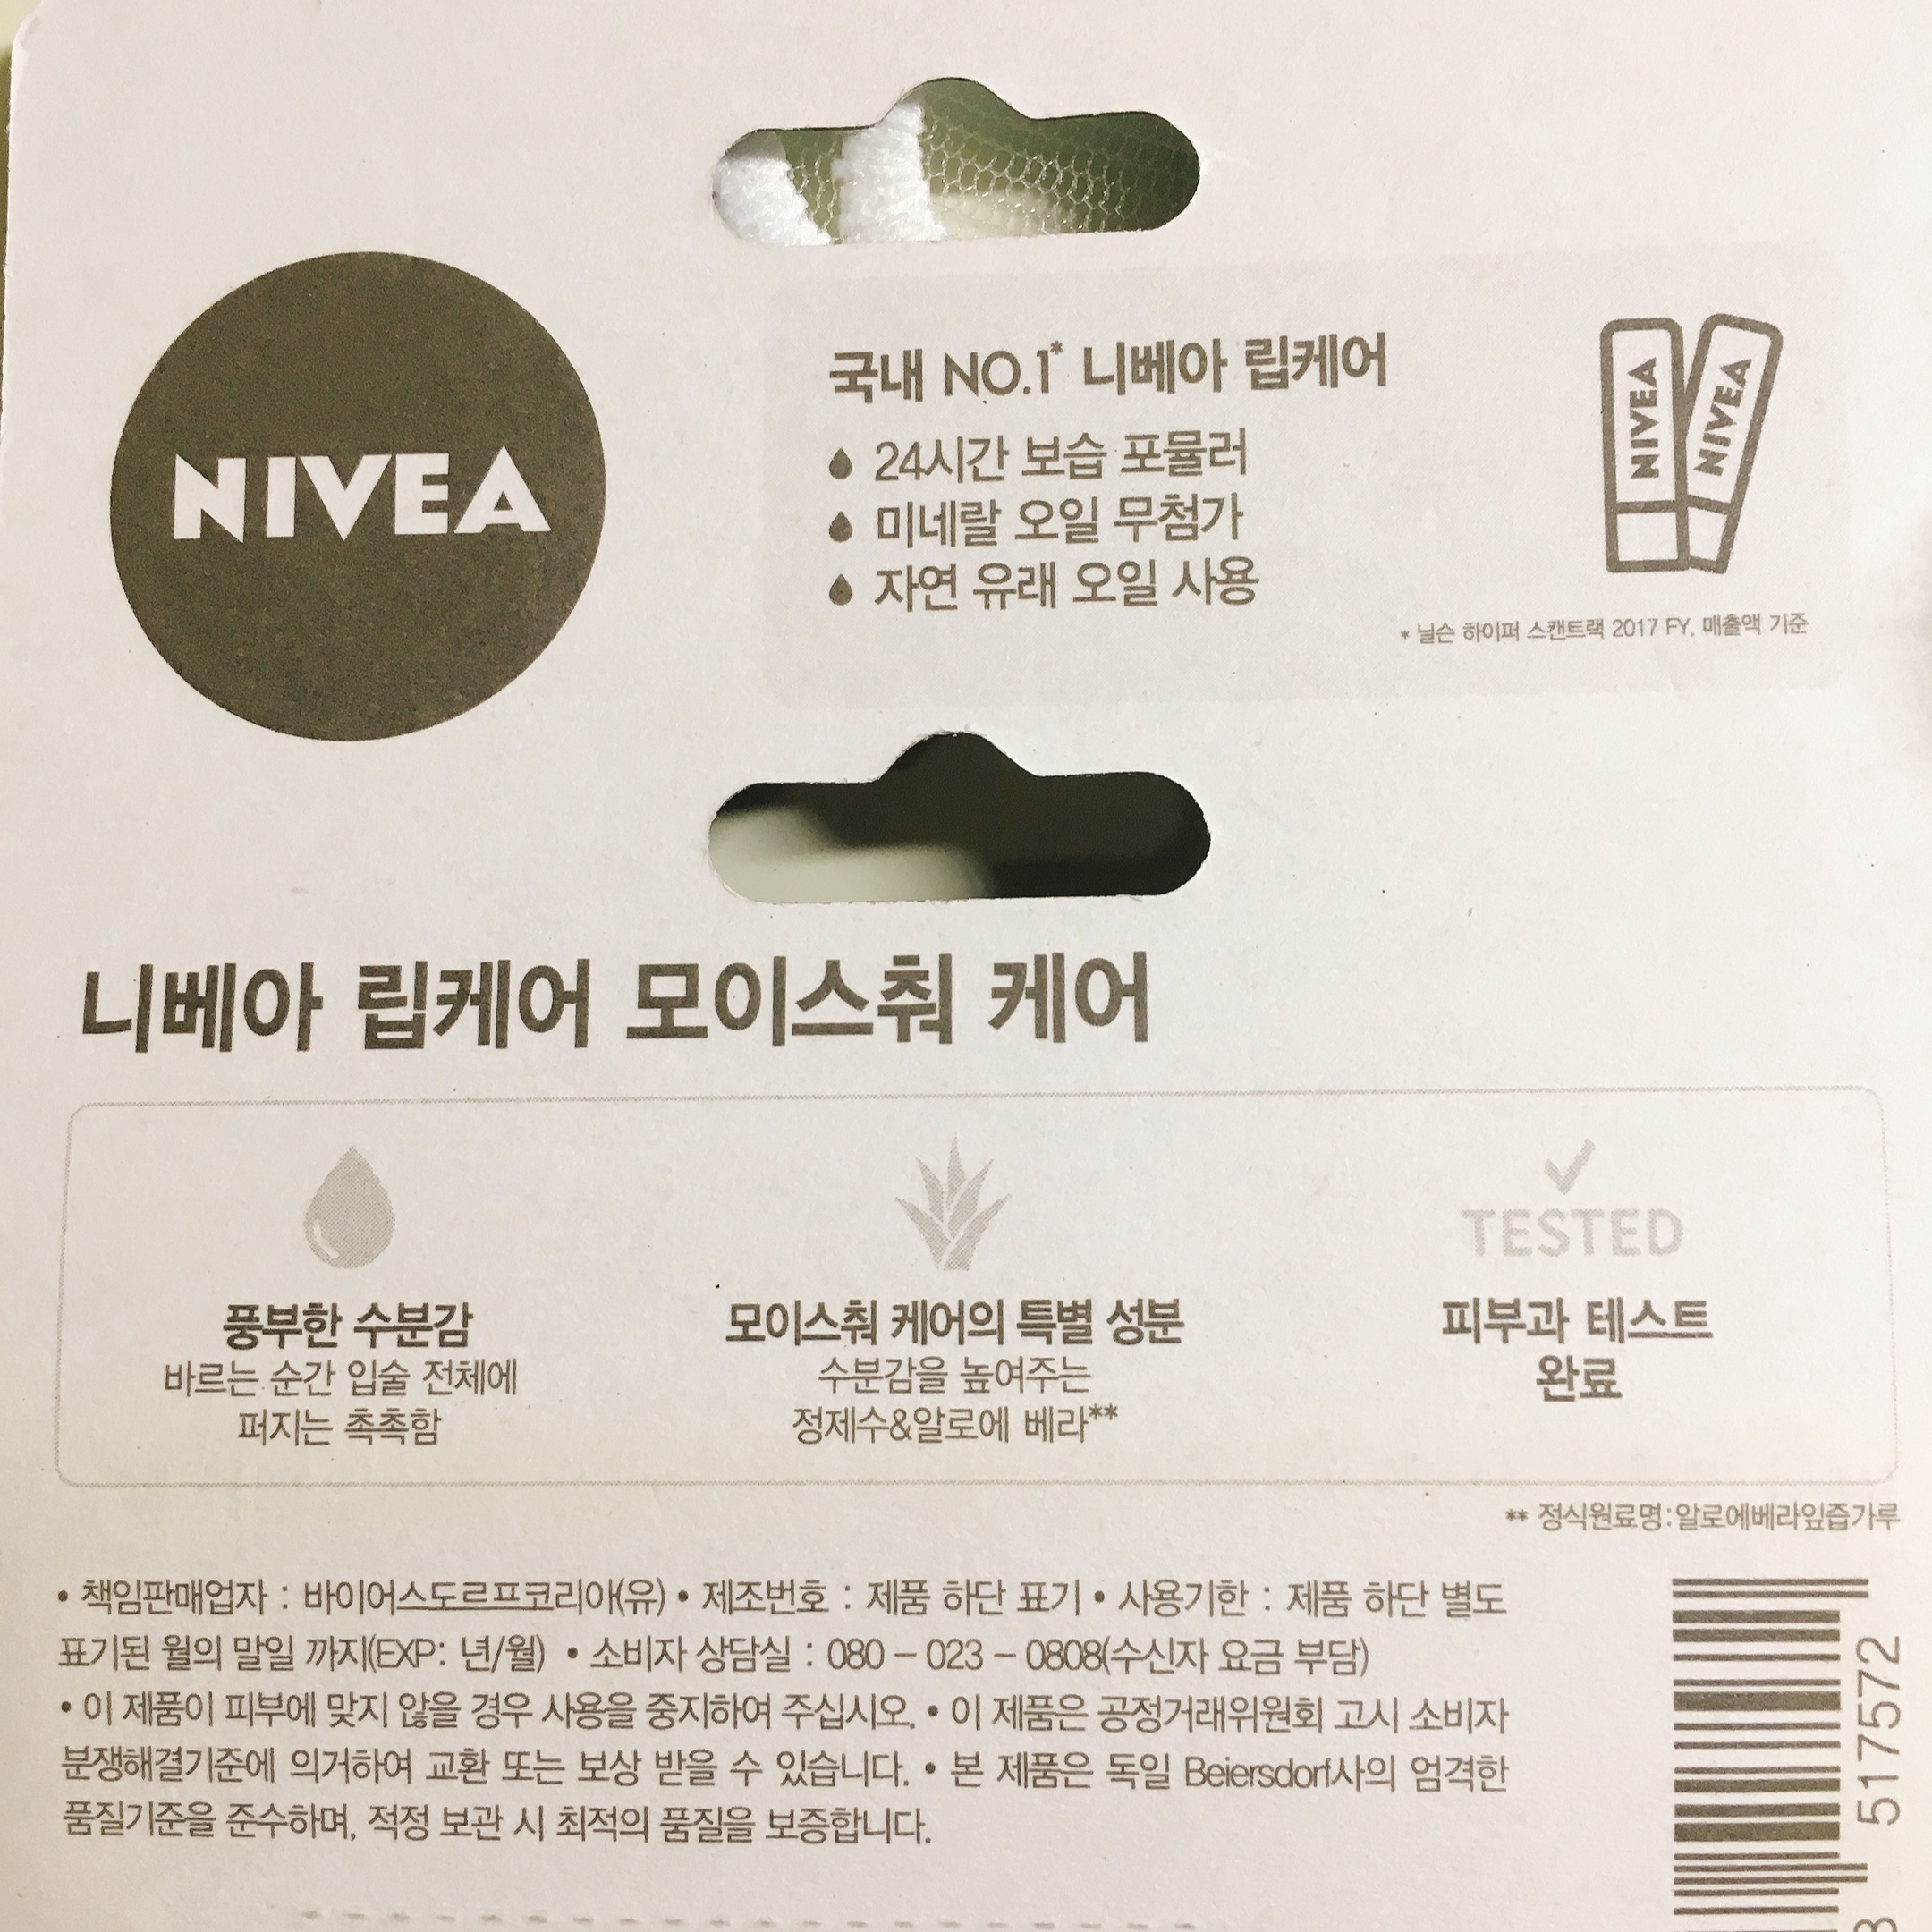 NIVEA
국내 NO.1* 니베아 립케어
24시간 보습 포뮬러
미네랄 오일 무첨가
자연 유래 오일 사용
NIVEA
NIVEA
* 닐슨 하이퍼 스캔트랙 2017 FY. 매출액 기준
니베아 립케어 모이스춰 케어
풍부한 수분감
바르는 순간 입술 전체에
퍼지는 촉촉함
모이스춰 케어의 특별 성분
수분감을 높여주는
정제수&알로에 베라**
TESTED
피부과 테스트
완료
** 정식원료명:알로에베라잎즙가루
• 책임판매업자 : 바이어스도르프코리아(유) • 제조번호 : 제품 하단 표기 • 사용기한 : 제품 하단 별도
표기된 월의 말일 까지(EXP: 년/월) • 소비자 상담실 : 080 – 023 – 0808(수신자 요금 부담)
• 이 제품이 피부에 맞지 않을 경우 사용을 중지하여 주십시오. • 이 제품은 공정거래위원회 고시 소비자
분쟁해결기준에 의거하여 교환 또는 보상 받을 수 있습니다. • 본 제품은 독일 Beiersdorf사의 엄격한
품질기준을 준수하며, 적정 보관 시 최적의 품질을 보증합니다.
517572